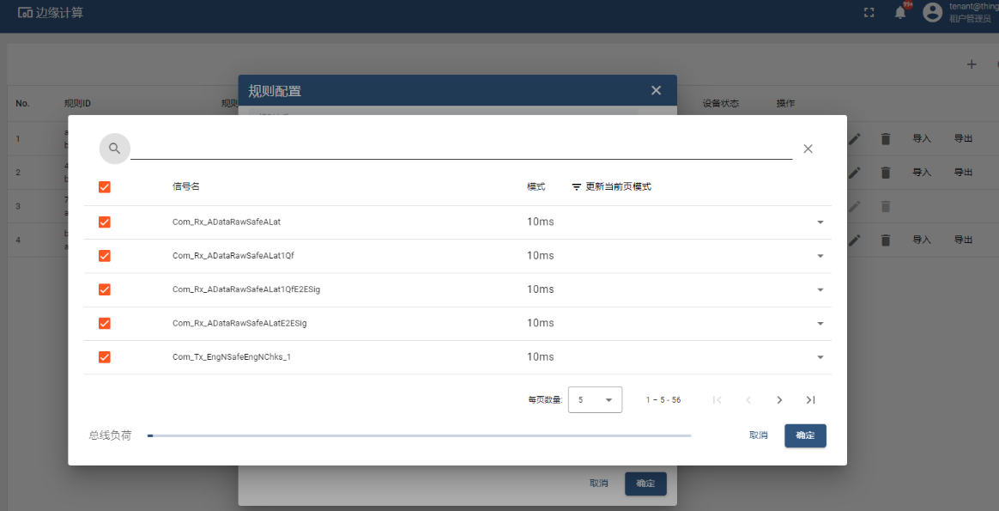 边缘计算
99+
tenant@thing
租户管理员
规则配置
No.
规则ID
规则
设备状态
操作
1
a
b
导入
导出
2
4
b
导入
导出
3
7
a
4
b
a
导入
导出
信号名
模式
更新当前页模式
Com_Rx_ADataRawSafeALat
10ms
Com_Rx_ADataRawSafeALat1Qf
10ms
Com_Rx_ADataRawSafeALat1QfE2ESig
10ms
Com_Rx_ADataRawSafeALatE2ESig
10ms
Com_Tx_EngNSafeEngNChks_1
10ms
每页数量:
5
1 – 5 - 56
总线负荷
取消
确定
取消
确定